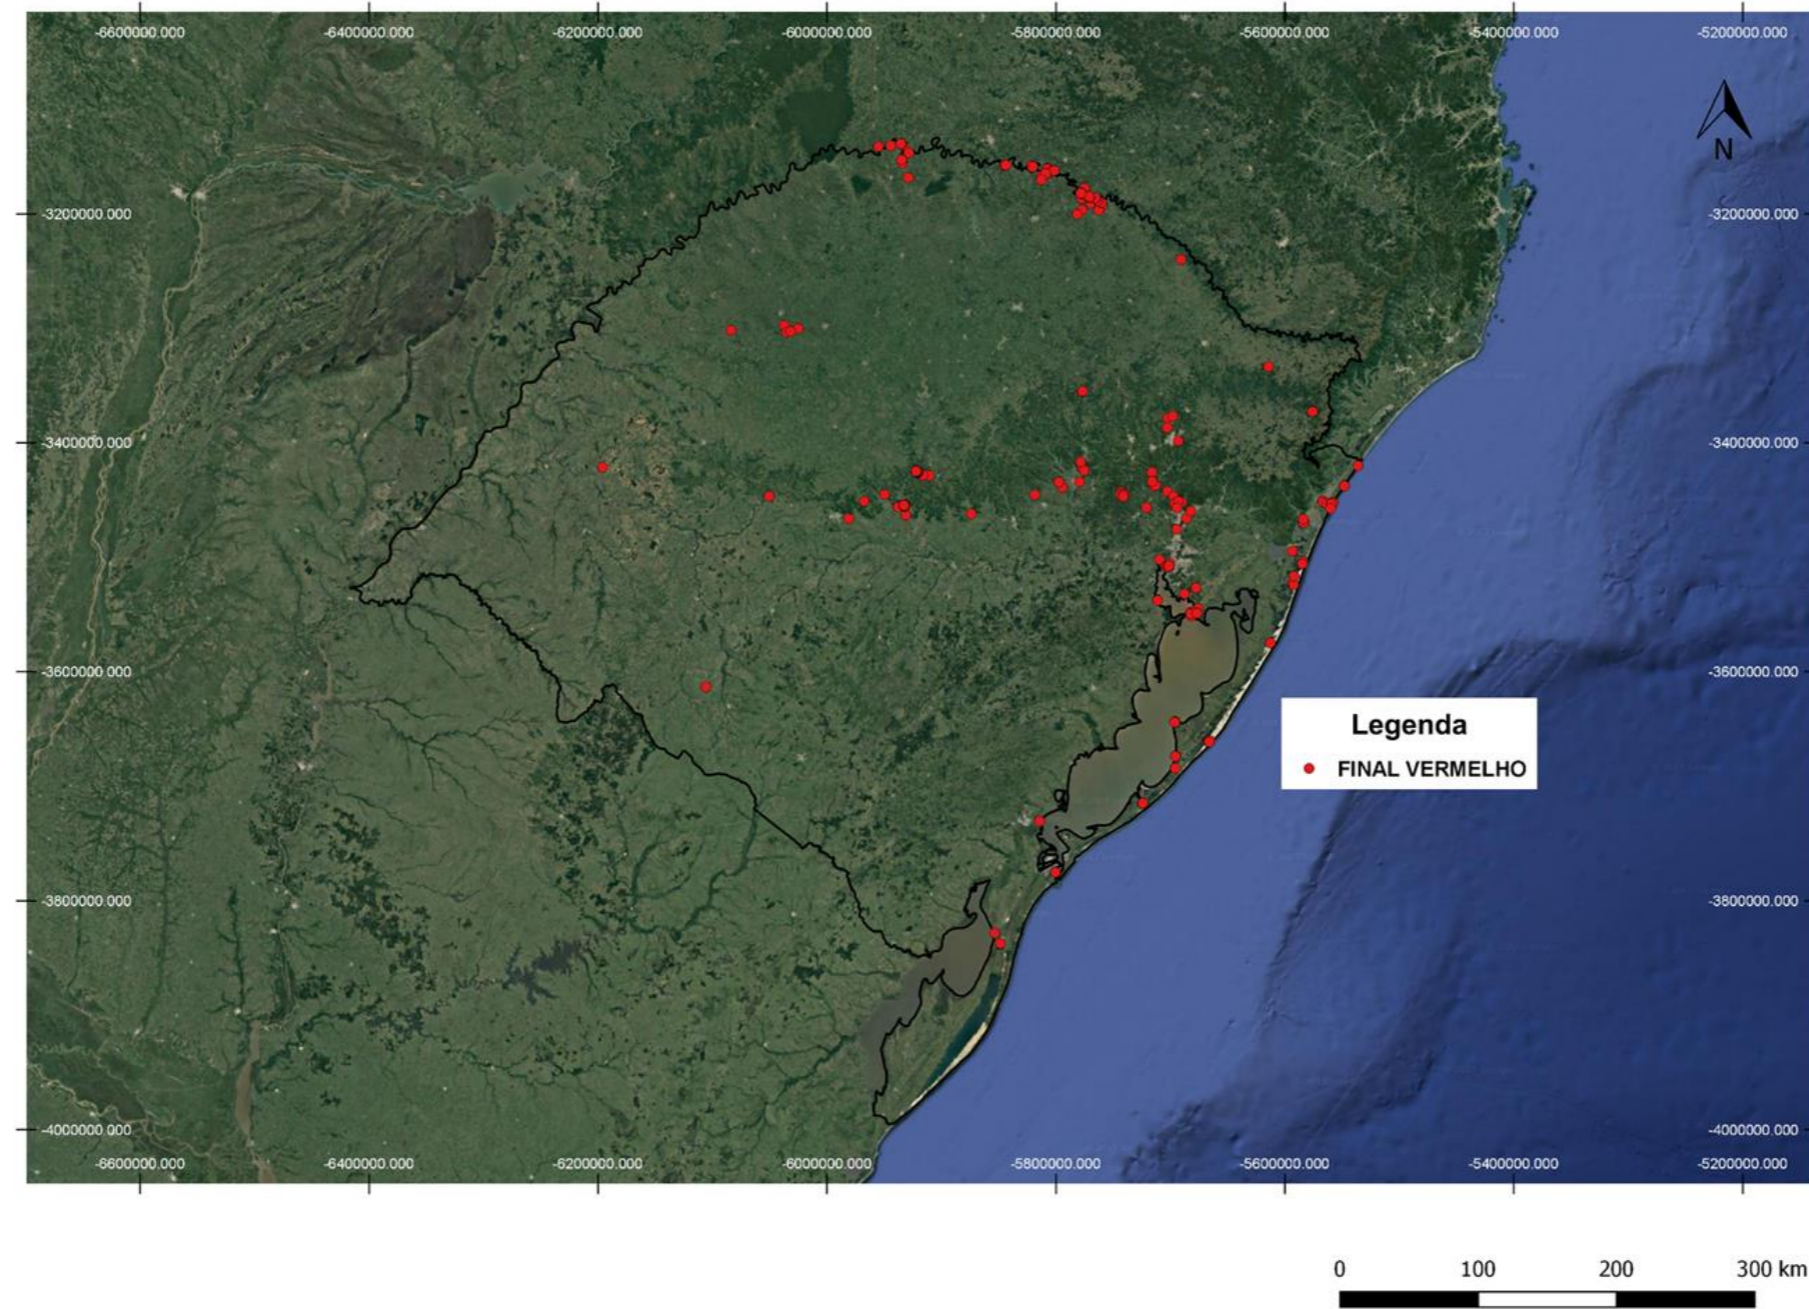 -6600000.000 -6400000.000 -6200000.000 -6000000.000 -5800000.000 -5600000.000 -5400000.000 -5200000.000
N
-3200000.000 -3200000.000
-3400000.000 -3400000.000
-3600000.000 -3600000.000
Legenda
FINAL VERMELHO
-3800000.000 -3800000.000
-4000000.000 -4000000.000
-6600000.000 -6400000.000 -6200000.000 -6000000.000 -5800000.000 -5600000.000 -5400000.000 -5200000.000
0 100 200 300 km